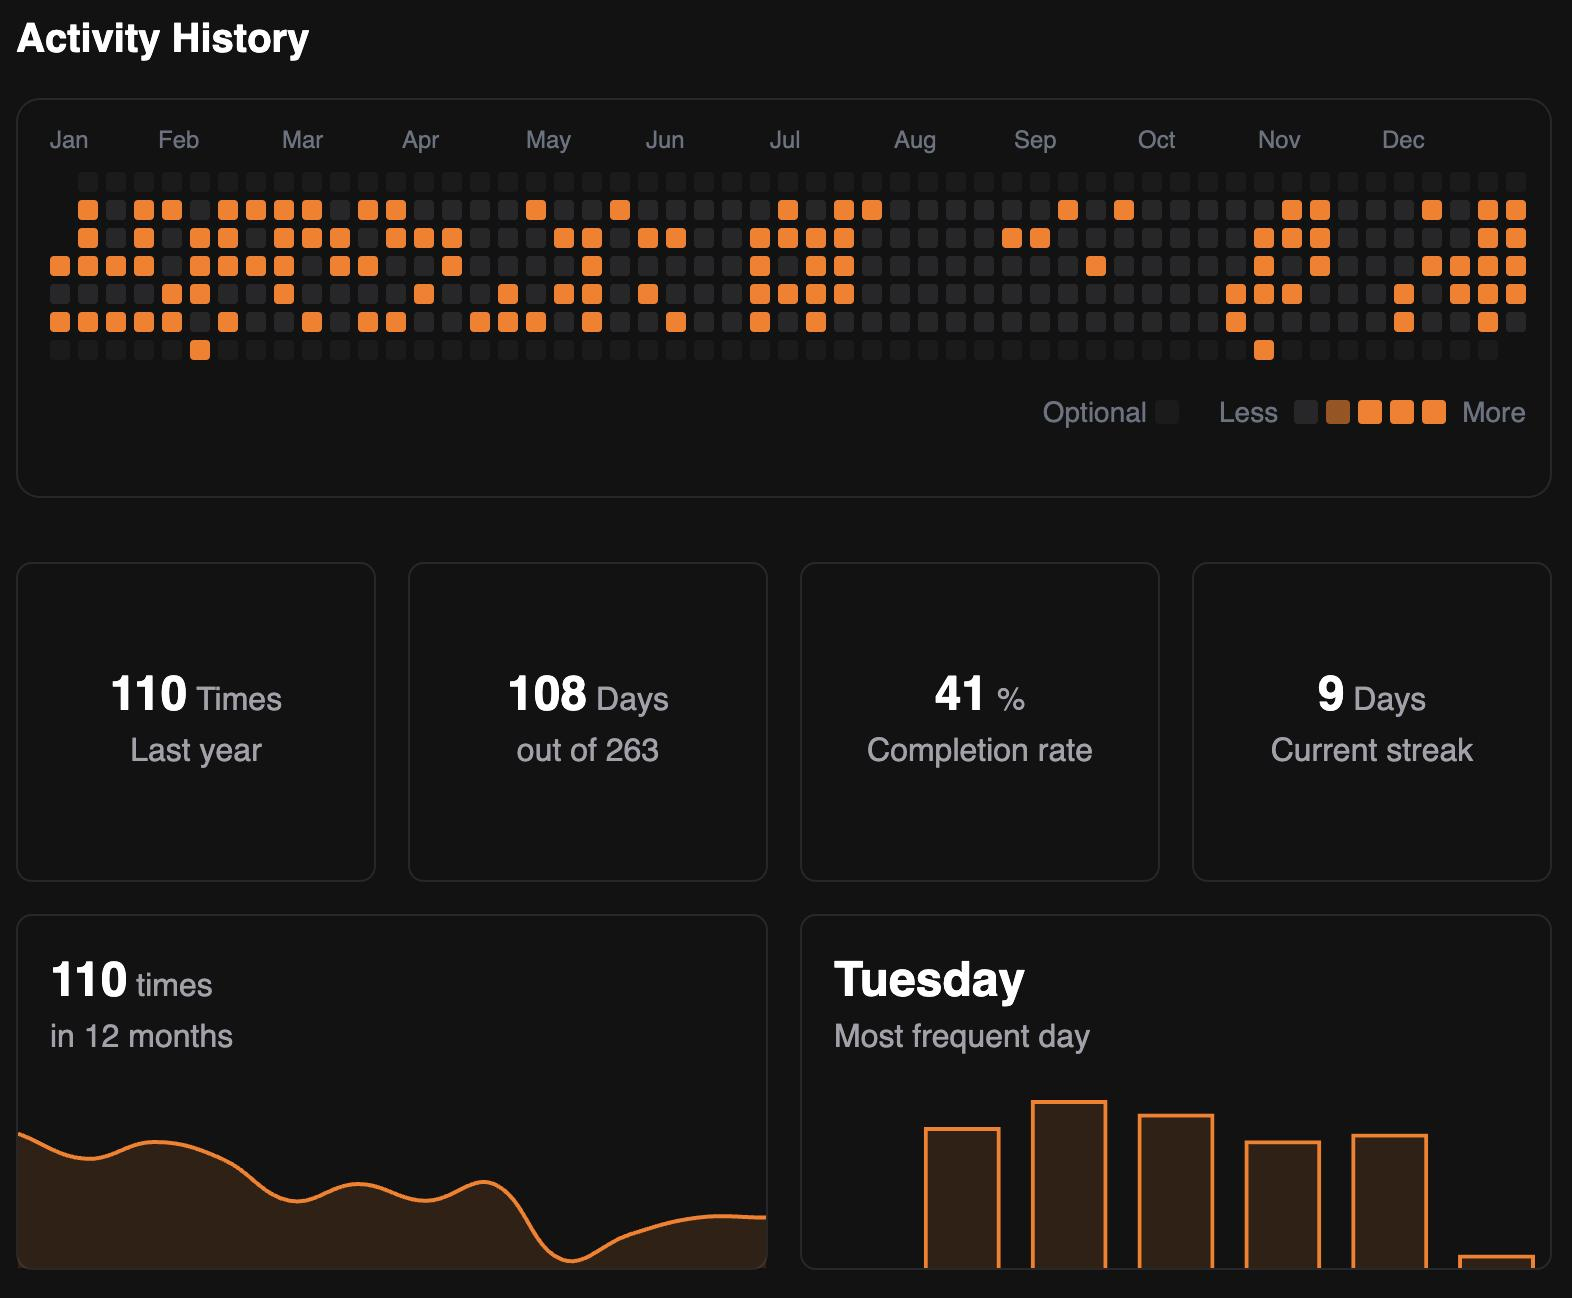 Activity History
Jan Feb Mar Apr May Jun Jul Aug Sep Oct Nov Dec
Optional Less More
110 Times
Last year
108 Days
out of 263
41 %
Completion rate
9 Days
Current streak
110 times
in 12 months
Tuesday
Most frequent day